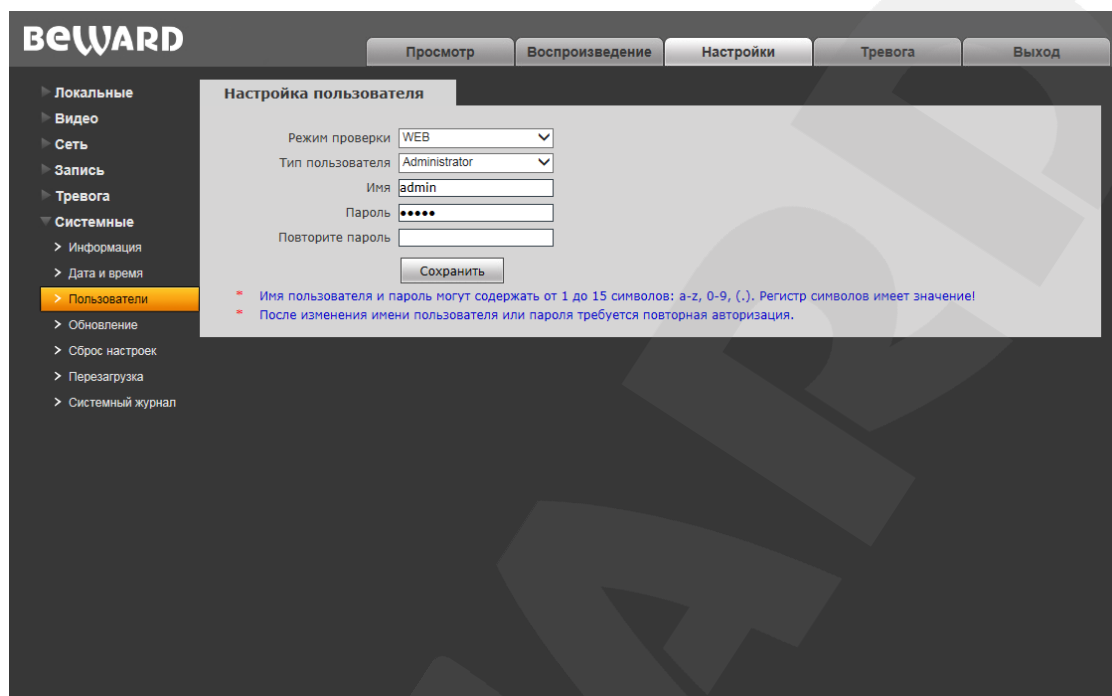 BEWARD
Просмотр Воспроизведение Настройки Тревога Выход
Локальные
Видео
Сеть
Запись
Тревога
Системные
Информация
Дата и время
Пользователи
Обновление
Сброс настроек
Перезагрузка
Системный журнал
Настройка пользователя
Режим проверки WEB
Тип пользователя Administrator
Имя admin
Пароль •••••
Повторите пароль
Сохранить
* Имя пользователя и пароль могут содержать от 1 до 15 символов: a-z, 0-9, (.). Регистр символов имеет значение!
* После изменения имени пользователя или пароля требуется повторная авторизация.